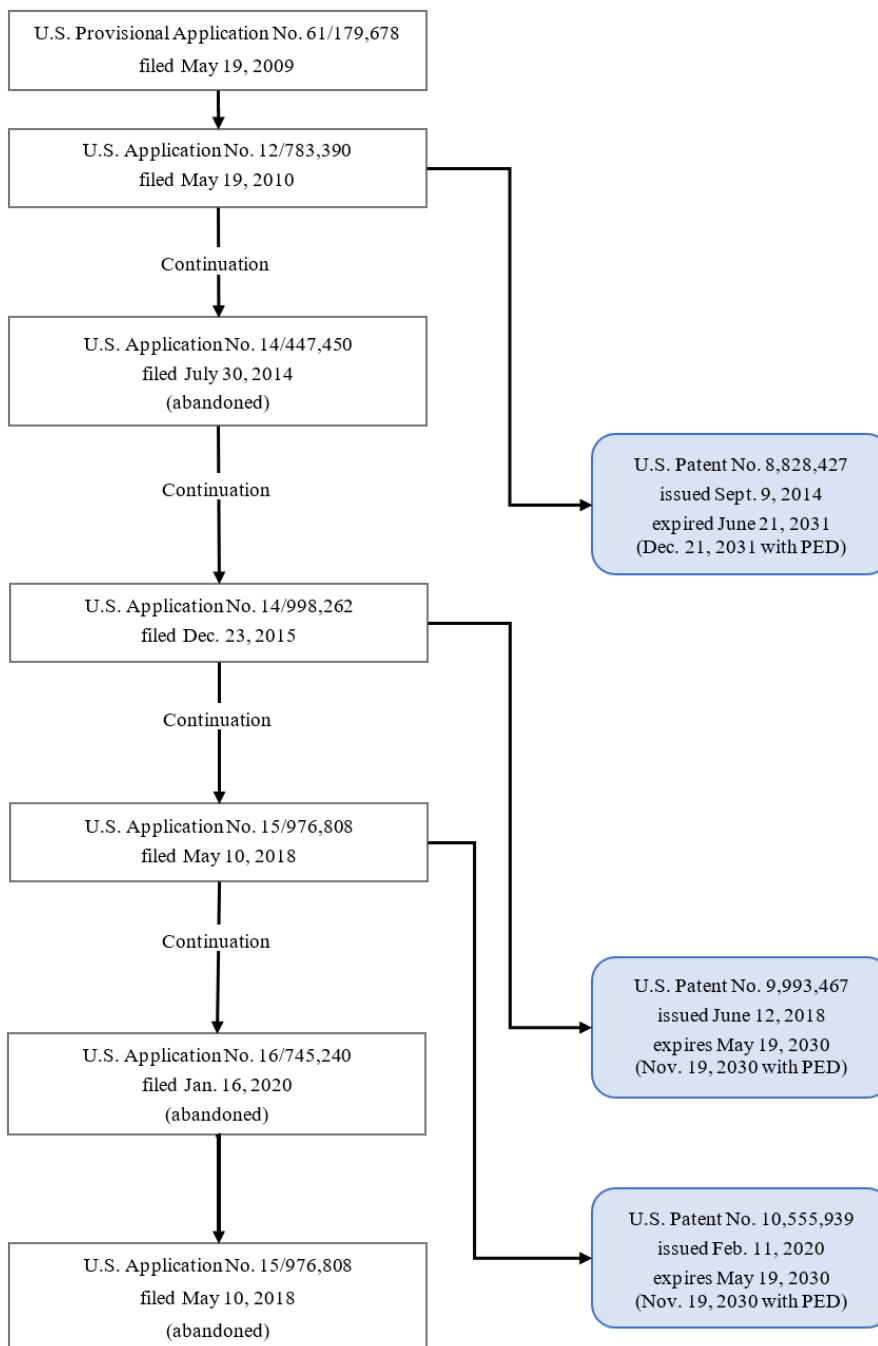 U.S. Provisional Application No. 61/179,678
filed May 19, 2009
U.S. Application No. 12/783,390
filed May 19, 2010
Continuation
U.S. Application No. 14/447,450
filed July 30, 2014
(abandoned)
Continuation
U.S. Patent No. 8,828,427
issued Sept. 9, 2014
expired June 21, 2031
(Dec. 21, 2031 with PED)
U.S. Application No. 14/998,262
filed Dec. 23, 2015
Continuation
U.S. Application No. 15/976,808
filed May 10, 2018
Continuation
U.S. Patent No. 9,993,467
issued June 12, 2018
expires May 19, 2030
(Nov. 19, 2030 with PED)
U.S. Application No. 16/745,240
filed Jan. 16, 2020
(abandoned)
U.S. Patent No. 10,555,939
issued Feb. 11, 2020
expires May 19, 2030
(Nov. 19, 2030 with PED)
U.S. Application No. 15/976,808
filed May 10, 2018
(abandoned)